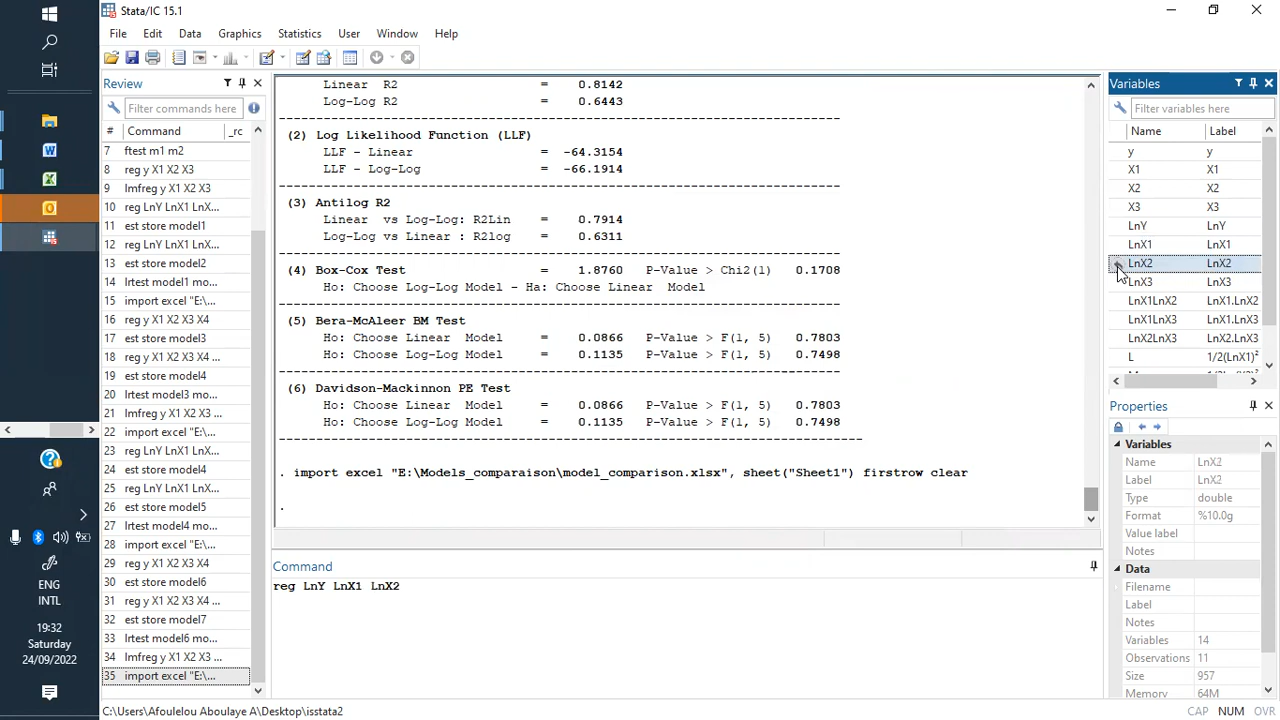 Stata/IC 15.1
File Edit Data Graphics Statistics User Window Help
Review
Filter commands here
# Command _rc
7 ftest m1 m2
8 reg y X1 X2 X3
9 lmfreg y X1 X2 X3
10 reg LnY LnX1 LnX...
11 est store model1
12 reg LnY LnX1 LnX...
13 est store model2
14 lrtest model1 mo...
15 import excel "E:\...
16 reg y X1 X2 X3 X4
17 est store model3
18 reg y X1 X2 X3 X4 ...
19 est store model4
20 lrtest model3 mo...
21 lmfreg y X1 X2 X3 ...
22 import excel "E:\...
23 reg LnY LnX1 LnX...
24 est store model4
25 reg LnY LnX1 LnX...
26 est store model5
27 lrtest model4 mo...
28 import excel "E:\...
29 reg y X1 X2 X3 X4
30 est store model6
31 reg y X1 X2 X3 X4 ...
32 est store model7
33 lrtest model6 mo...
34 lmfreg y X1 X2 X3 ...
35 import excel "E:\...
Linear R2 = 0.8142
Log-Log R2 = 0.6443
(2) Log Likelihood Function (LLF)
LLF - Linear = -64.3154
LLF - Log-Log = -66.1914
(3) Antilog R2
Linear vs Log-Log: R2Lin = 0.7914
Log-Log vs Linear : R2log = 0.6311
(4) Box-Cox Test = 1.8760 P-Value > Chi2(1) 0.1708
Ho: Choose Log-Log Model - Ha: Choose Linear Model
(5) Bera-McAleer BM Test
Ho: Choose Linear Model = 0.0866 P-Value > F(1, 5) 0.7803
Ho: Choose Log-Log Model = 0.1135 P-Value > F(1, 5) 0.7498
(6) Davidson-Mackinnon PE Test
Ho: Choose Linear Model = 0.0866 P-Value > F(1, 5) 0.7803
Ho: Choose Log-Log Model = 0.1135 P-Value > F(1, 5) 0.7498
. import excel "E:\Models_comparaison\model_comparison.xlsx", sheet("Sheet1") firstrow clear
.
Command
reg LnY LnX1 LnX2
Variables
Filter variables here
Name Label
y y
X1 X1
X2 X2
X3 X3
LnY LnY
LnX1 LnX1
LnX2 LnX2
LnX3 LnX3
LnX1LnX2 LnX1.LnX2
LnX1LnX3 LnX1.LnX3
LnX2LnX3 LnX2.LnX3
L 1/2(LnX1)²
Properties
Variables
Name LnX2
Label LnX2
Type double
Format %10.0g
Value label
Notes
Data
Filename
Label
Notes
Variables 14
Observations 11
Size 957
Memory 64M
ENG
INTL
19:32
Saturday
24/09/2022
C:\Users\Afoulelou Aboulaye A\Desktop\isstata2
CAP NUM OVR